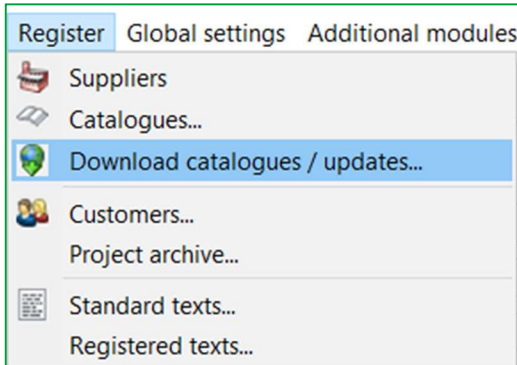 Register Global settings Additional modules
Suppliers
Catalogues...
Download catalogues / updates...
Customers...
Project archive...
Standard texts...
Registered texts...